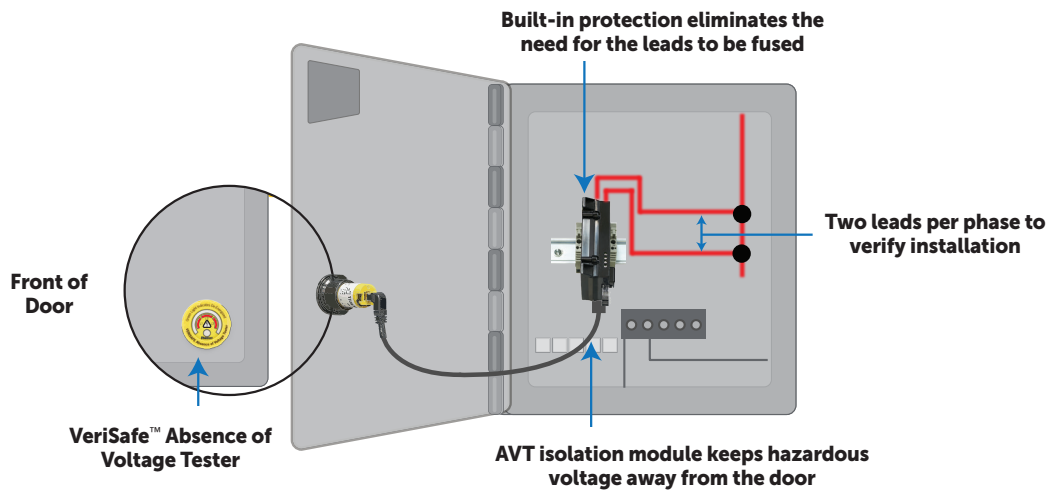 Built-in protection eliminates the
need for the leads to be fused
Two leads per phase to
verify installation
Front of
Door
VeriSafe™ Absence of
Voltage Tester
AVT isolation module keeps hazardous
voltage away from the door